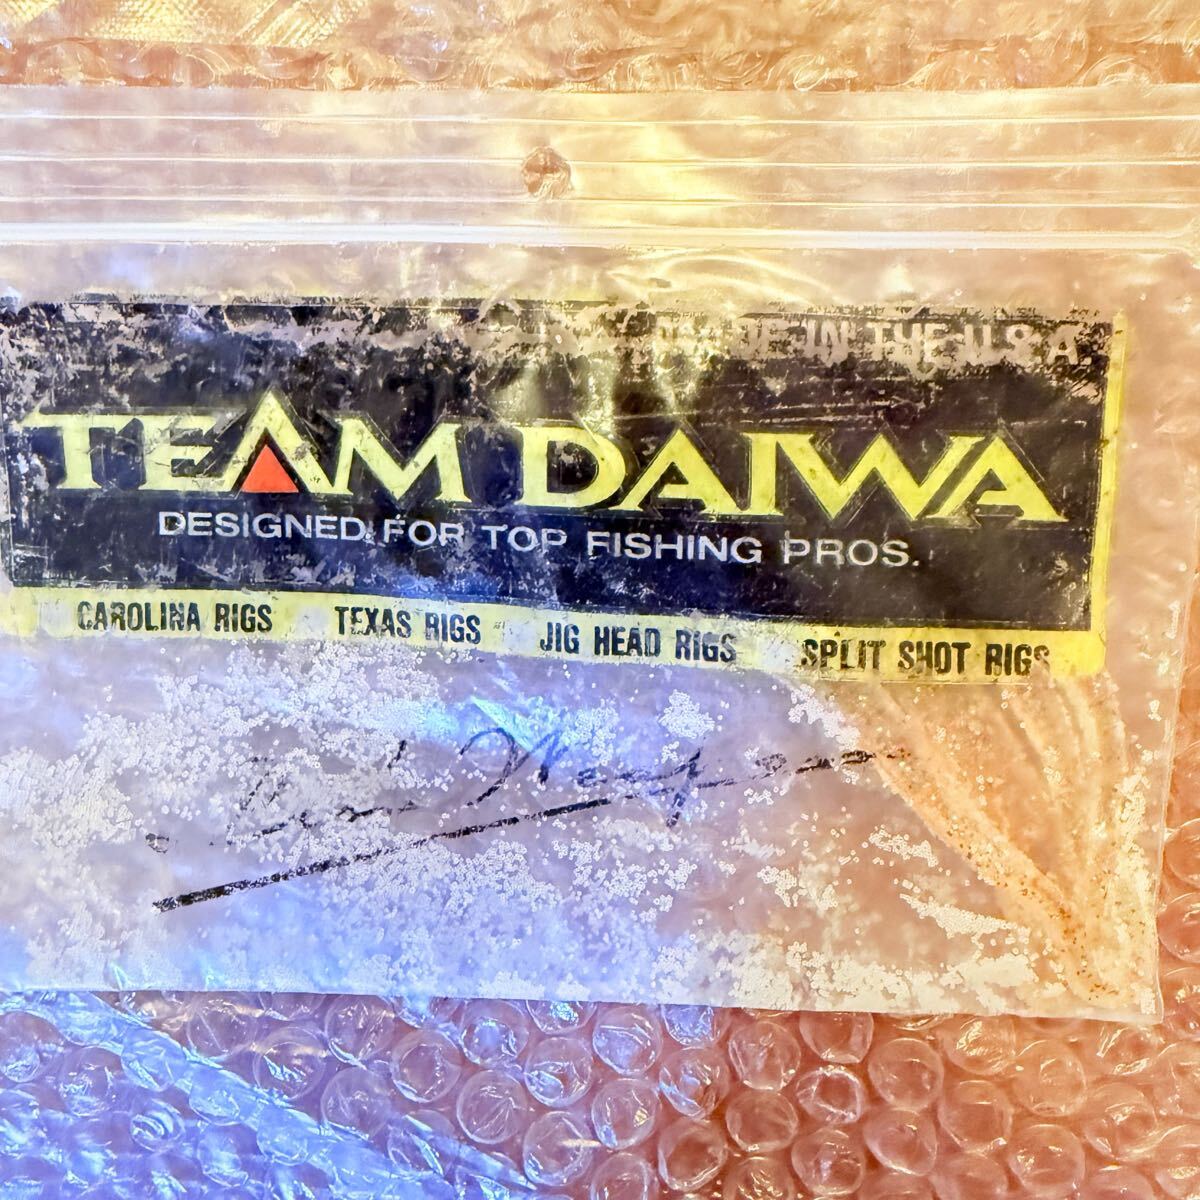 MADE IN THE U.S.A
TEAM DAIWA
DESIGNED FOR TOP FISHING PROS.
CAROLINA RIGS TEXAS RIGS JIG HEAD RIGS SPLIT SHOT RIGS